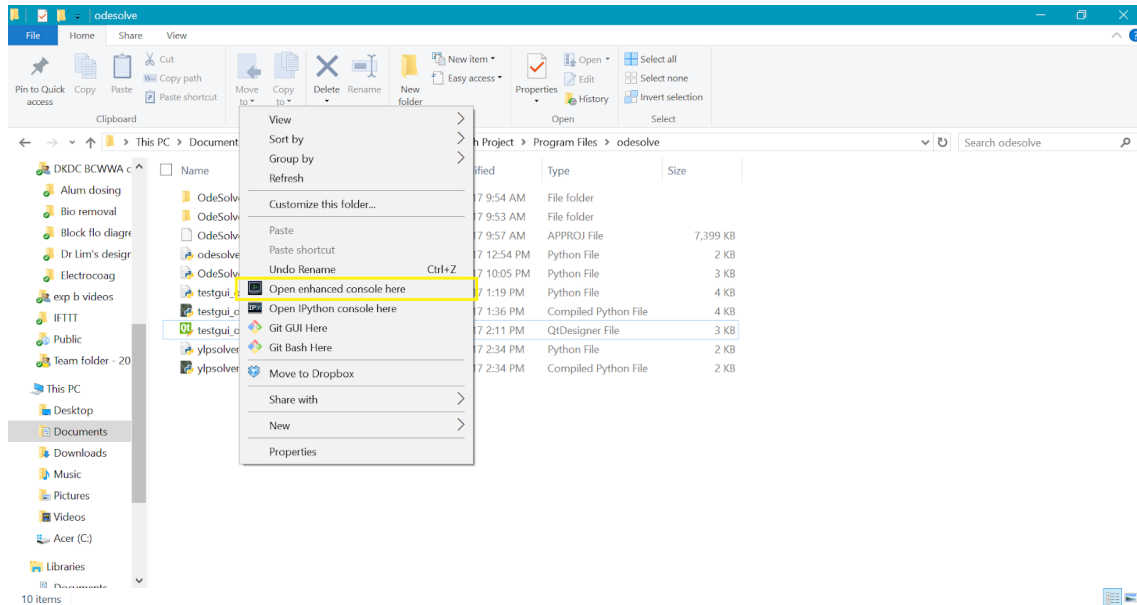 odesolve
File Home Share View
Pin to Quick access
Copy
Paste
Cut
Copy path
Paste shortcut
Clipboard
Move to
Copy to
Delete
Rename
New folder
New item
Easy access
Properties
Open
Edit
History
Open
Select all
Select none
Invert selection
Select
This PC > Document h Project > Program Files > odesolve
Search odesolve
DKDC BCWWA c
Alum dosing
Bio removal
Block flo diagre
Dr Lim's desigr
Electrocoag
exp b videos
IFTTT
Public
Team folder - 20
This PC
Desktop
Documents
Downloads
Music
Pictures
Videos
Acer (C:)
Libraries
Documents
10 items
Name ified Type Size
OdeSolv 17 9:54 AM File folder
OdeSolv 17 9:53 AM File folder
OdeSolv 17 9:57 AM APPROJ File 7,399 KB
odesolve 17 12:54 PM Python File 2 KB
OdeSolv 17 10:05 PM Python File 3 KB
testgui_o 17 1:19 PM Python File 4 KB
testgui_o 17 1:36 PM Compiled Python File 4 KB
testgui_o 17 2:11 PM QtDesigner File 3 KB
ylpsolver 17 2:34 PM Python File 2 KB
ylpsolver 17 2:34 PM Compiled Python File 2 KB
View
Sort by
Group by
Refresh
Customize this folder...
Paste
Paste shortcut
Undo Rename Ctrl+Z
Open enhanced console here
Open IPython console here
Git GUI Here
Git Bash Here
Move to Dropbox
Share with
New
Properties